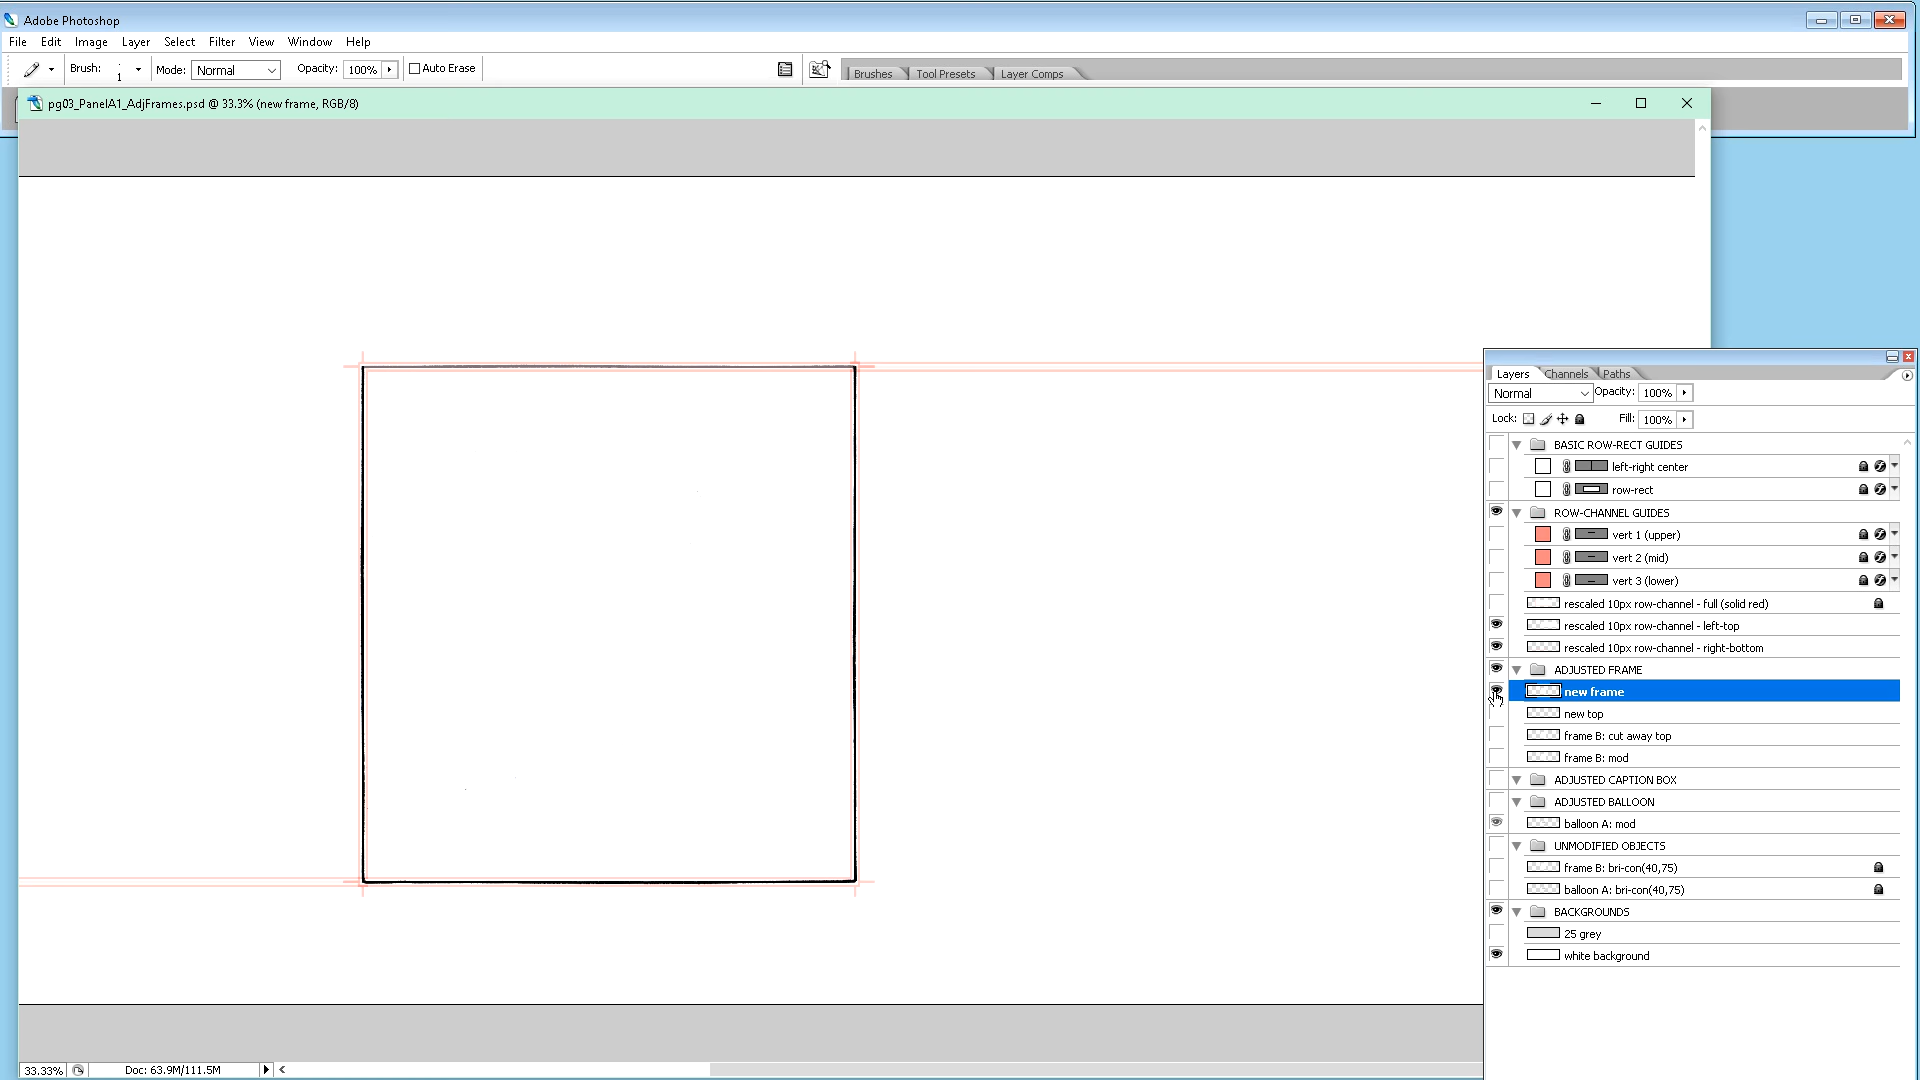 Adobe Photoshop
File Edit Image Layer Select Filter View Window Help
Brush: 1 Mode: Normal Opacity: 100% Auto Erase Brushes Tool Presets Layer Comps
pg03_PanelA1_AdjFrames.psd @ 33.3% (new frame, RGB/8)
Layers Channels Paths
Normal Opacity: 100%
Lock: Fill: 100%
BASIC ROW-RECT GUIDES
left-right center
row-rect
ROW-CHANNEL GUIDES
vert 1 (upper)
vert 2 (mid)
vert 3 (lower)
rescaled 10px row-channel - full (solid red)
rescaled 10px row-channel - left-top
rescaled 10px row-channel - right-bottom
ADJUSTED FRAME
new frame
new top
frame B: cut away top
frame B: mod
ADJUSTED CAPTION BOX
ADJUSTED BALLOON
balloon A: mod
UNMODIFIED OBJECTS
frame B: bri-con(40,75)
balloon A: bri-con(40,75)
BACKGROUNDS
25 grey
white background
33.33% Doc: 63.9M/111.5M